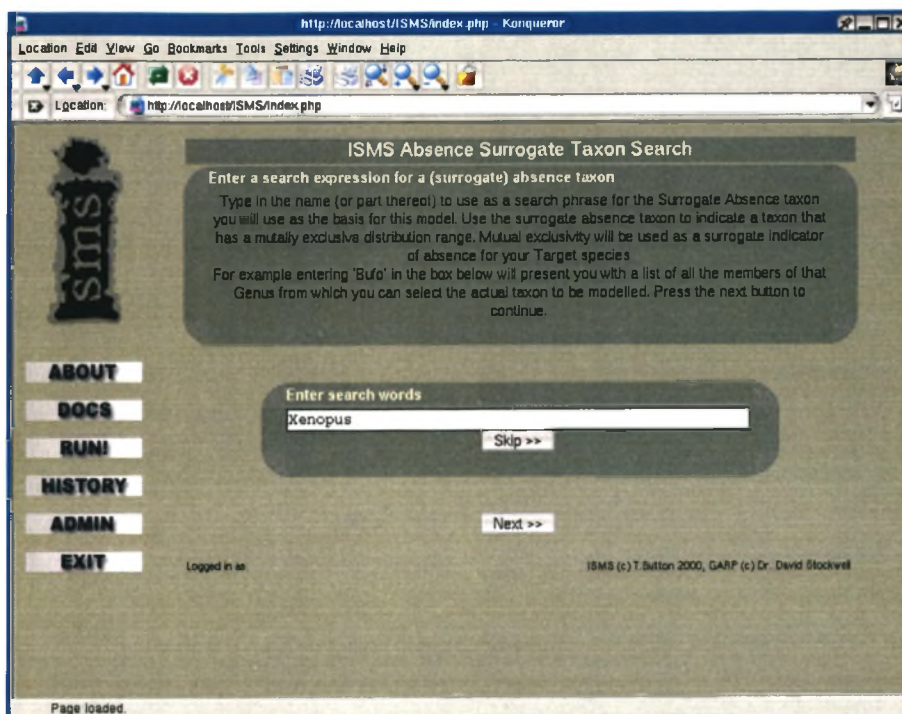 http://localhost/ISMS/index.php - Konqueror
Location Edit View Go Bookmarks Tools Settings Window Help
Location: http://localhost/ISMS/index.php
isms
ISMS Absence Surrogate Taxon Search
Enter a search expression for a (surrogate) absence taxon
Type in the name (or part thereof) to use as a search phrase for the Surrogate Absence taxon
you will use as the basis for this model. Use the surrogate absence taxon to indicate a taxon that
has a mutally exclusive distribution range. Mutual exclusivity will be used as a surrogate indicator
of absence for your Target species
For example entering 'Bufo' in the box below will present you with a list of all the members of that
Genus from which you can select the actual taxon to be modelled. Press the next button to
continue.
ABOUT
DOCS
RUN!
HISTORY
ADMIN
EXIT
Enter search words
Xenopus
Skip >>
Next >>
Logged in as
ISMS (c) T.Sutton 2000, GARP (c) Dr. David Stockwell
Page loaded.